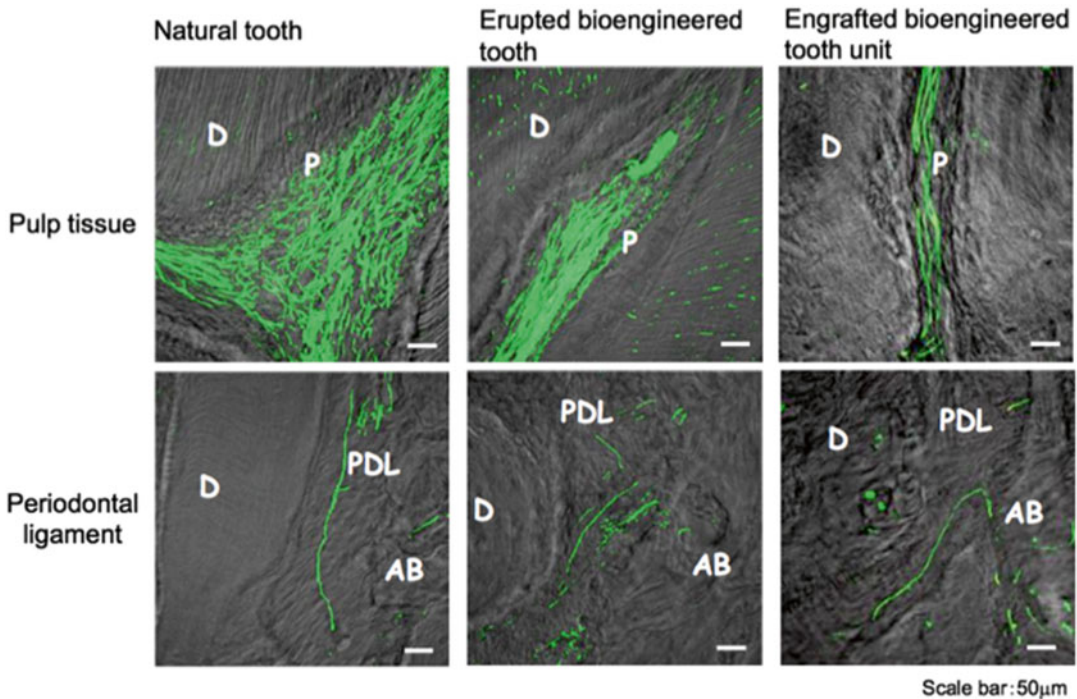 Natural tooth
Erupted bioengineered
tooth
Engrafted bioengineered
tooth unit
Pulp tissue
D
P
D
P
D
P
Periodontal
ligament
D
PDL
AB
D
PDL
AB
D
PDL
AB
Scale bar:50μm